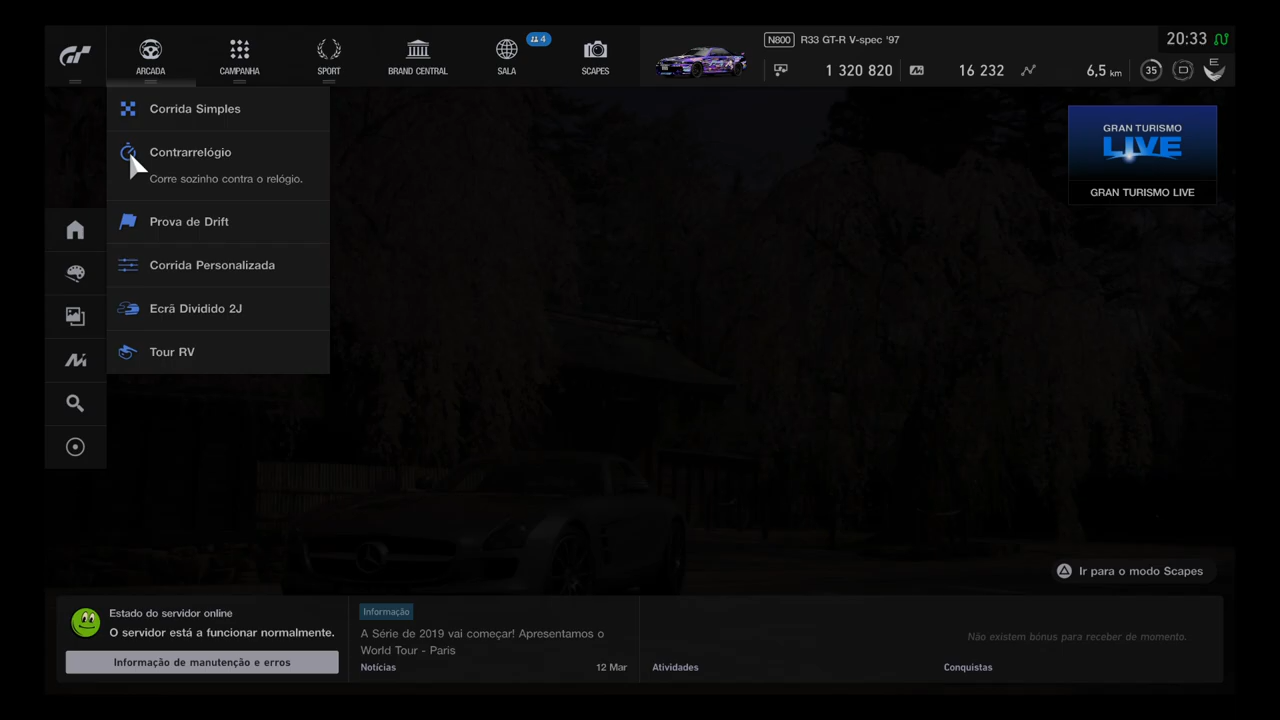 ARCADA
CAMPANHA
SPORT
BRAND CENTRAL
SALA
4
SCAPES
N800 R33 GT-R V-spec '97
20:33
1 320 820
16 232
6,5 km
35
E
Corrida Simples
Contrarrelógio
Corre sozinho contra o relógio.
Prova de Drift
Corrida Personalizada
Ecrã Dividido 2J
Tour RV
GRAN TURISMO
LIVE
GRAN TURISMO LIVE
Ir para o modo Scapes
Estado do servidor online
O servidor está a funcionar normalmente.
Informação de manutenção e erros
Informação
A Série de 2019 vai começar! Apresentamos o
World Tour - Paris
Notícias
12 Mar
Atividades
Não existem bónus para receber de momento.
Conquistas